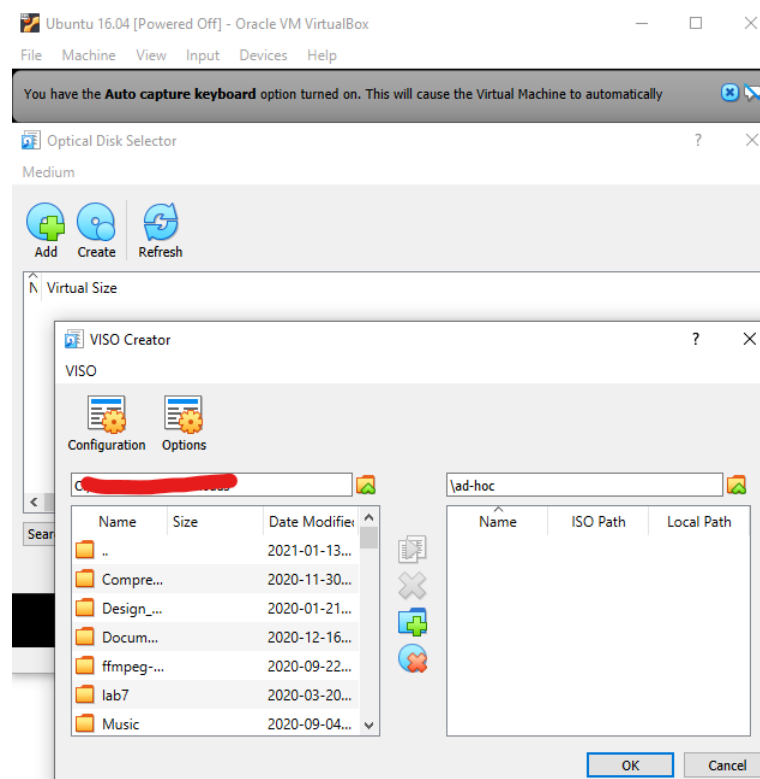 Ubuntu 16.04 [Powered Off] - Oracle VM VirtualBox
File Machine View Input Devices Help
You have the Auto capture keyboard option turned on. This will cause the Virtual Machine to automatically
Optical Disk Selector
Medium
Add Create Refresh
N Virtual Size
VISO Creator
VISO
Configuration Options
\ad-hoc
Sear
Name Size Date Modifie Name ISO Path Local Path
.. 2021-01-13...
Compre... 2020-11-30...
Design_... 2020-01-21...
Docum... 2020-12-16...
ffmpeg-... 2020-09-22...
lab7 2020-03-20...
Music 2020-09-04...
OK Cancel